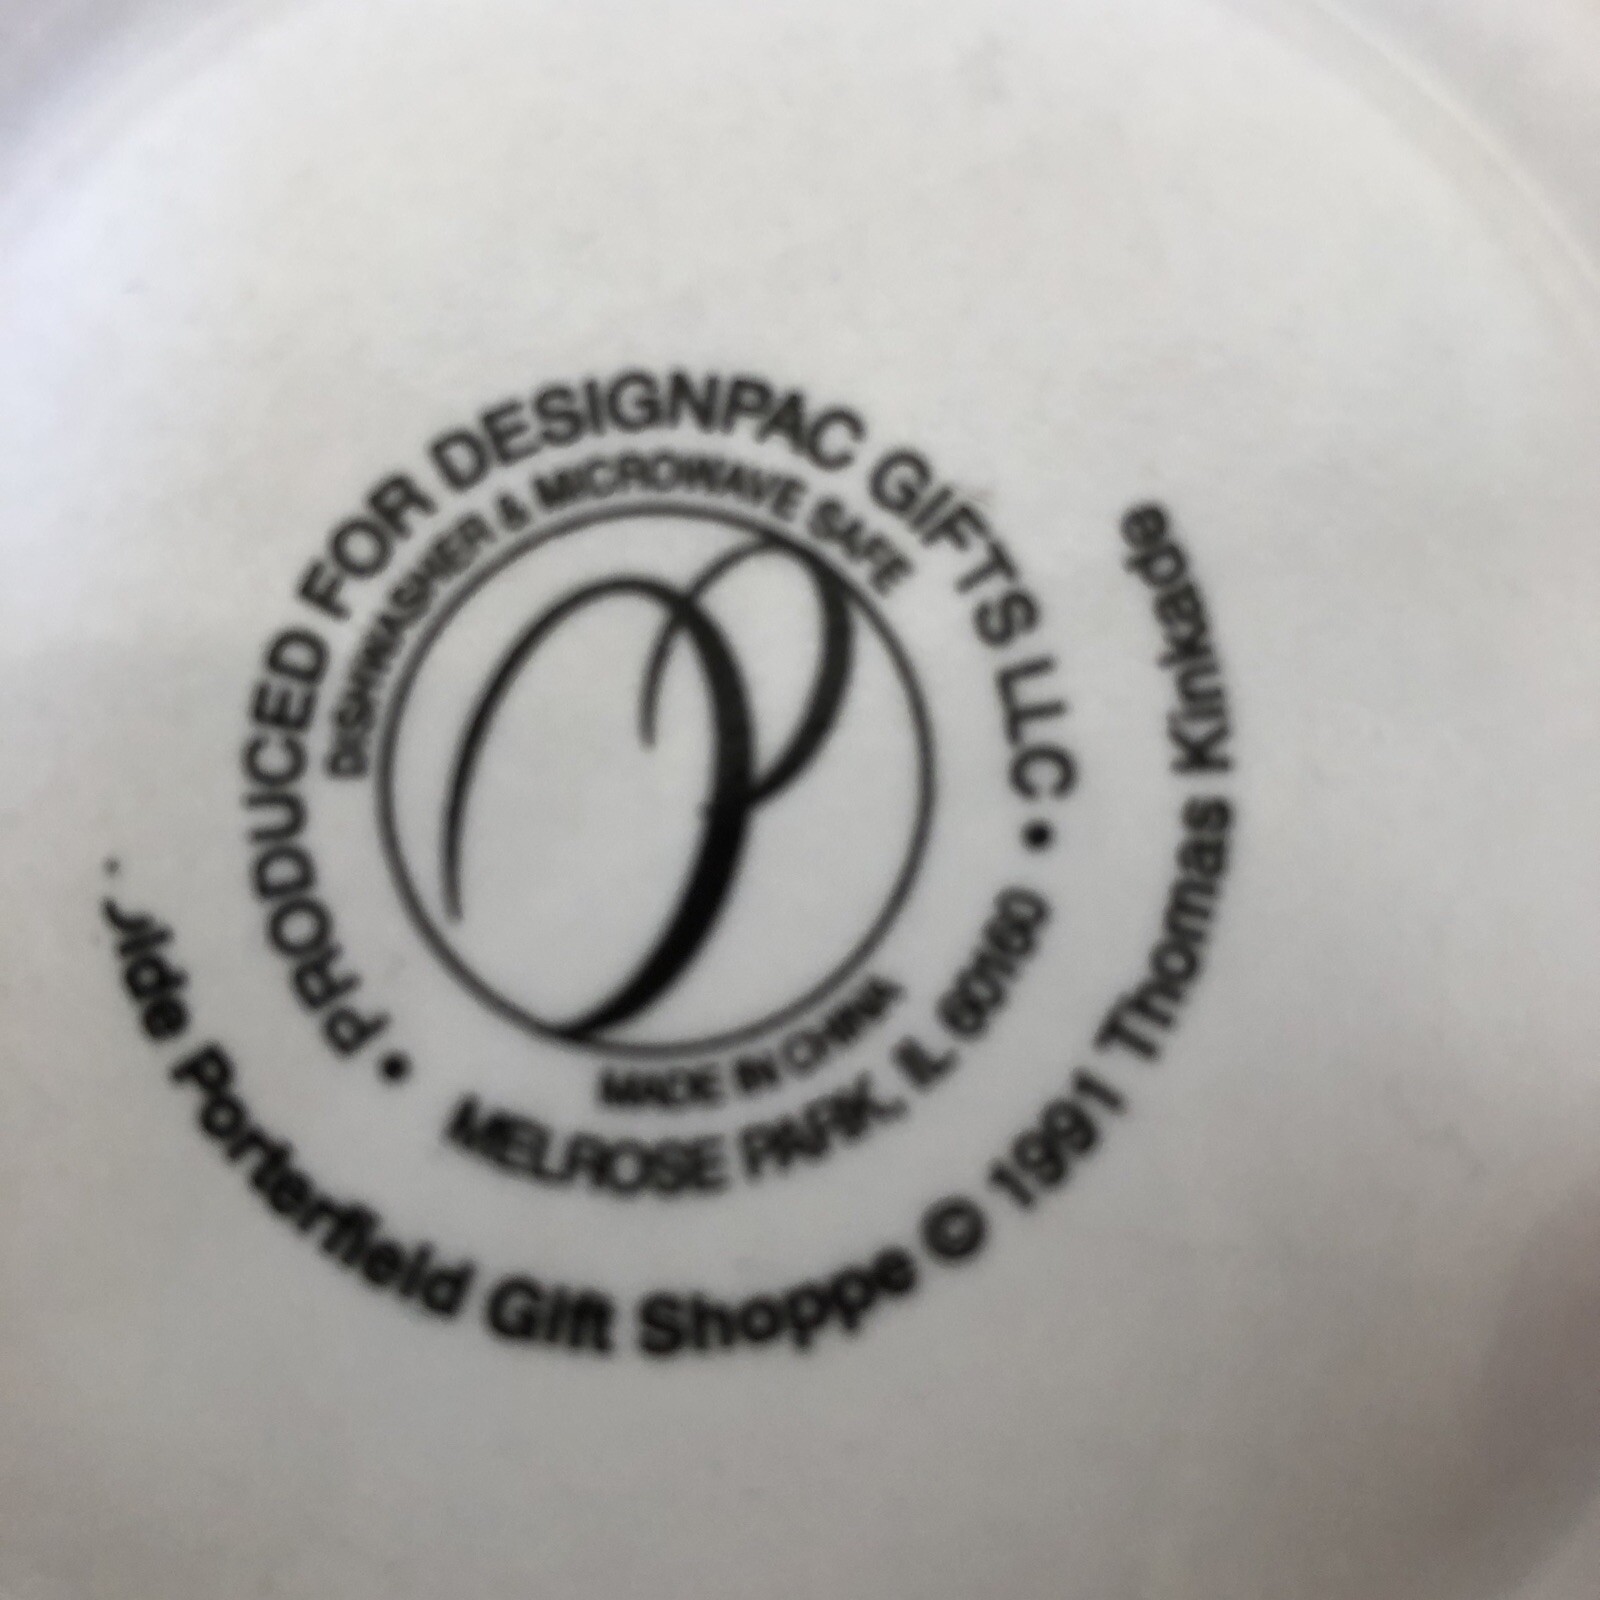 PRODUCED FOR DESIGNPAC GIFTS LLC •
DISHWASHER & MICROWAVE SAFE
P
MADE IN CHINA
MELROSE PARK, IL 60160 •
Porterfield Gift Shoppe © 1991 Thomas Kinkade